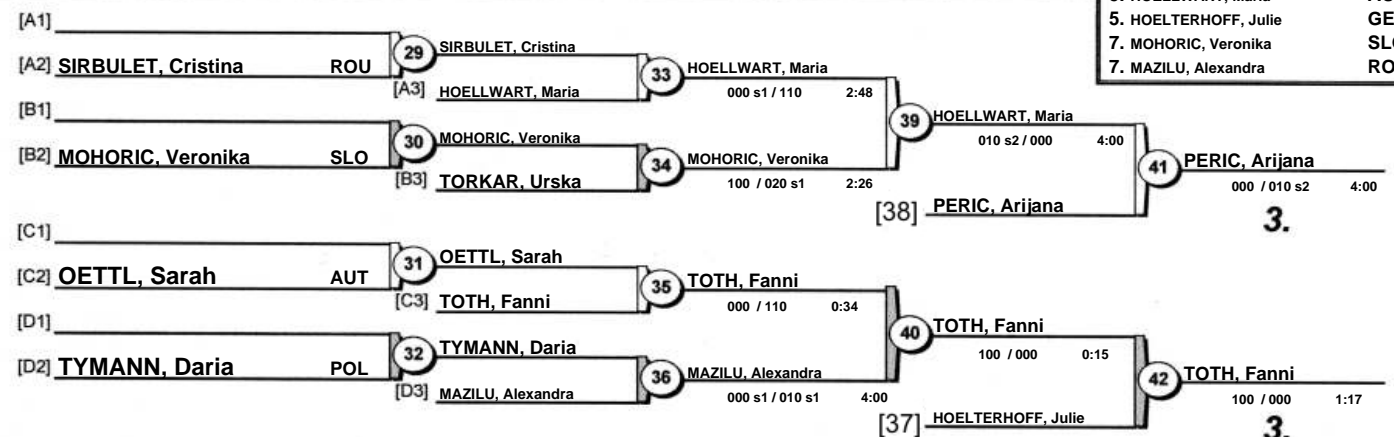 5. HOELTERHOFF, Julie GE
7. MOHORIC, Veronika
7. MAZILU, Alexandra RO
[A1]
29 SIRBULET, Cristina
[A2] SIRBULET, Cristina ROU
33 HOELLWART, Maria
[A3] HOELLWART, Maria
000 s1 / 110 2:48
[B1]
39 HOELLWART, Maria
30 MOHORIC, Veronika
010 s2 / 000 4:00
[B2] MOHORIC, Veronika SLO
34 MOHORIC, Veronika
41 PERIC, Arijana
[B3] TORKAR, Urska
100 / 020 s1 2:26
000 / 010 s2 4:00
[38] PERIC, Arijana
3.
[C1]
31 OETTL, Sarah
[C2] OETTL, Sarah AUT
35 TOTH, Fanni
[C3] TOTH, Fanni
000 / 110 0:34
[D1]
40 TOTH, Fanni
32 TYMANN, Daria
100 / 000 0:15
[D2] TYMANN, Daria POL
36 MAZILU, Alexandra
42 TOTH, Fanni
[D3] MAZILU, Alexandra
000 s1 / 010 s1 4:00
100 / 000 1:17
[37] HOELTERHOFF, Julie
3.